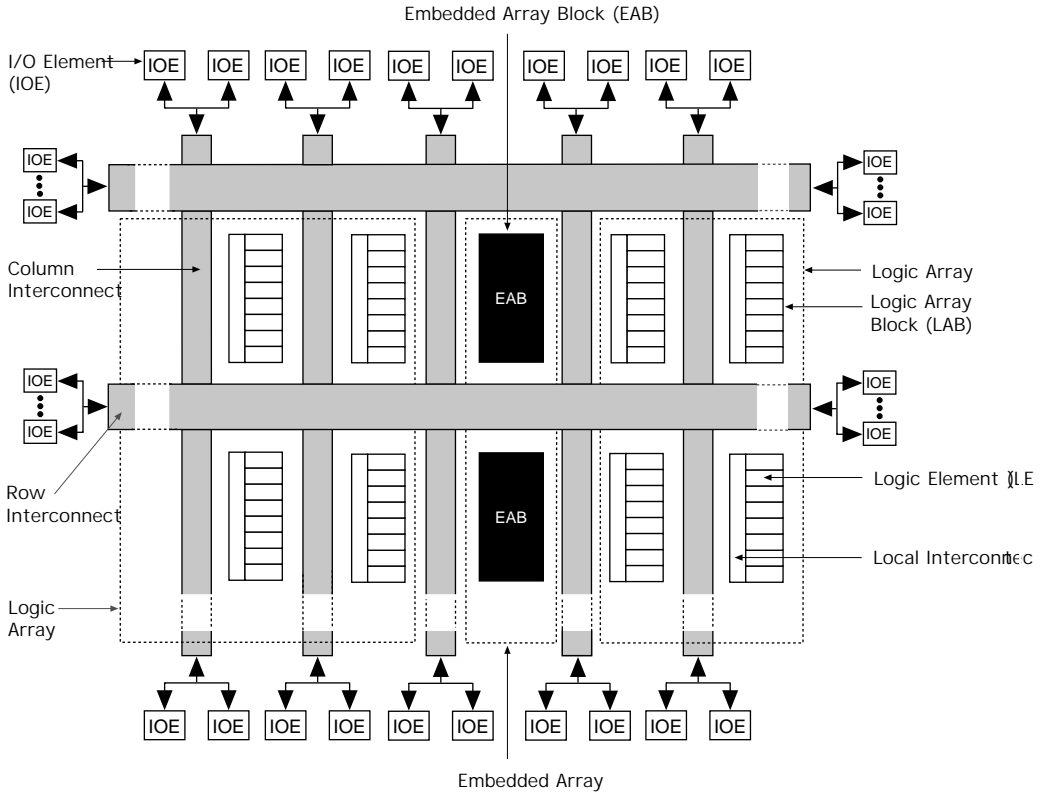 Embedded Array Block (EAB)
I/O Element
(IOE)
IOE IOE IOE IOE IOE IOE IOE IOE IOE IOE
IOE IOE
IOE IOE
Column
Interconnect
EAB
Logic Array
Logic Array
Block (LAB)
IOE IOE
IOE IOE
Row
Interconnect
EAB
Logic Element
Local
Logic
Array
IOE IOE IOE IOE IOE IOE IOE IOE IOE IOE
Embedded Array